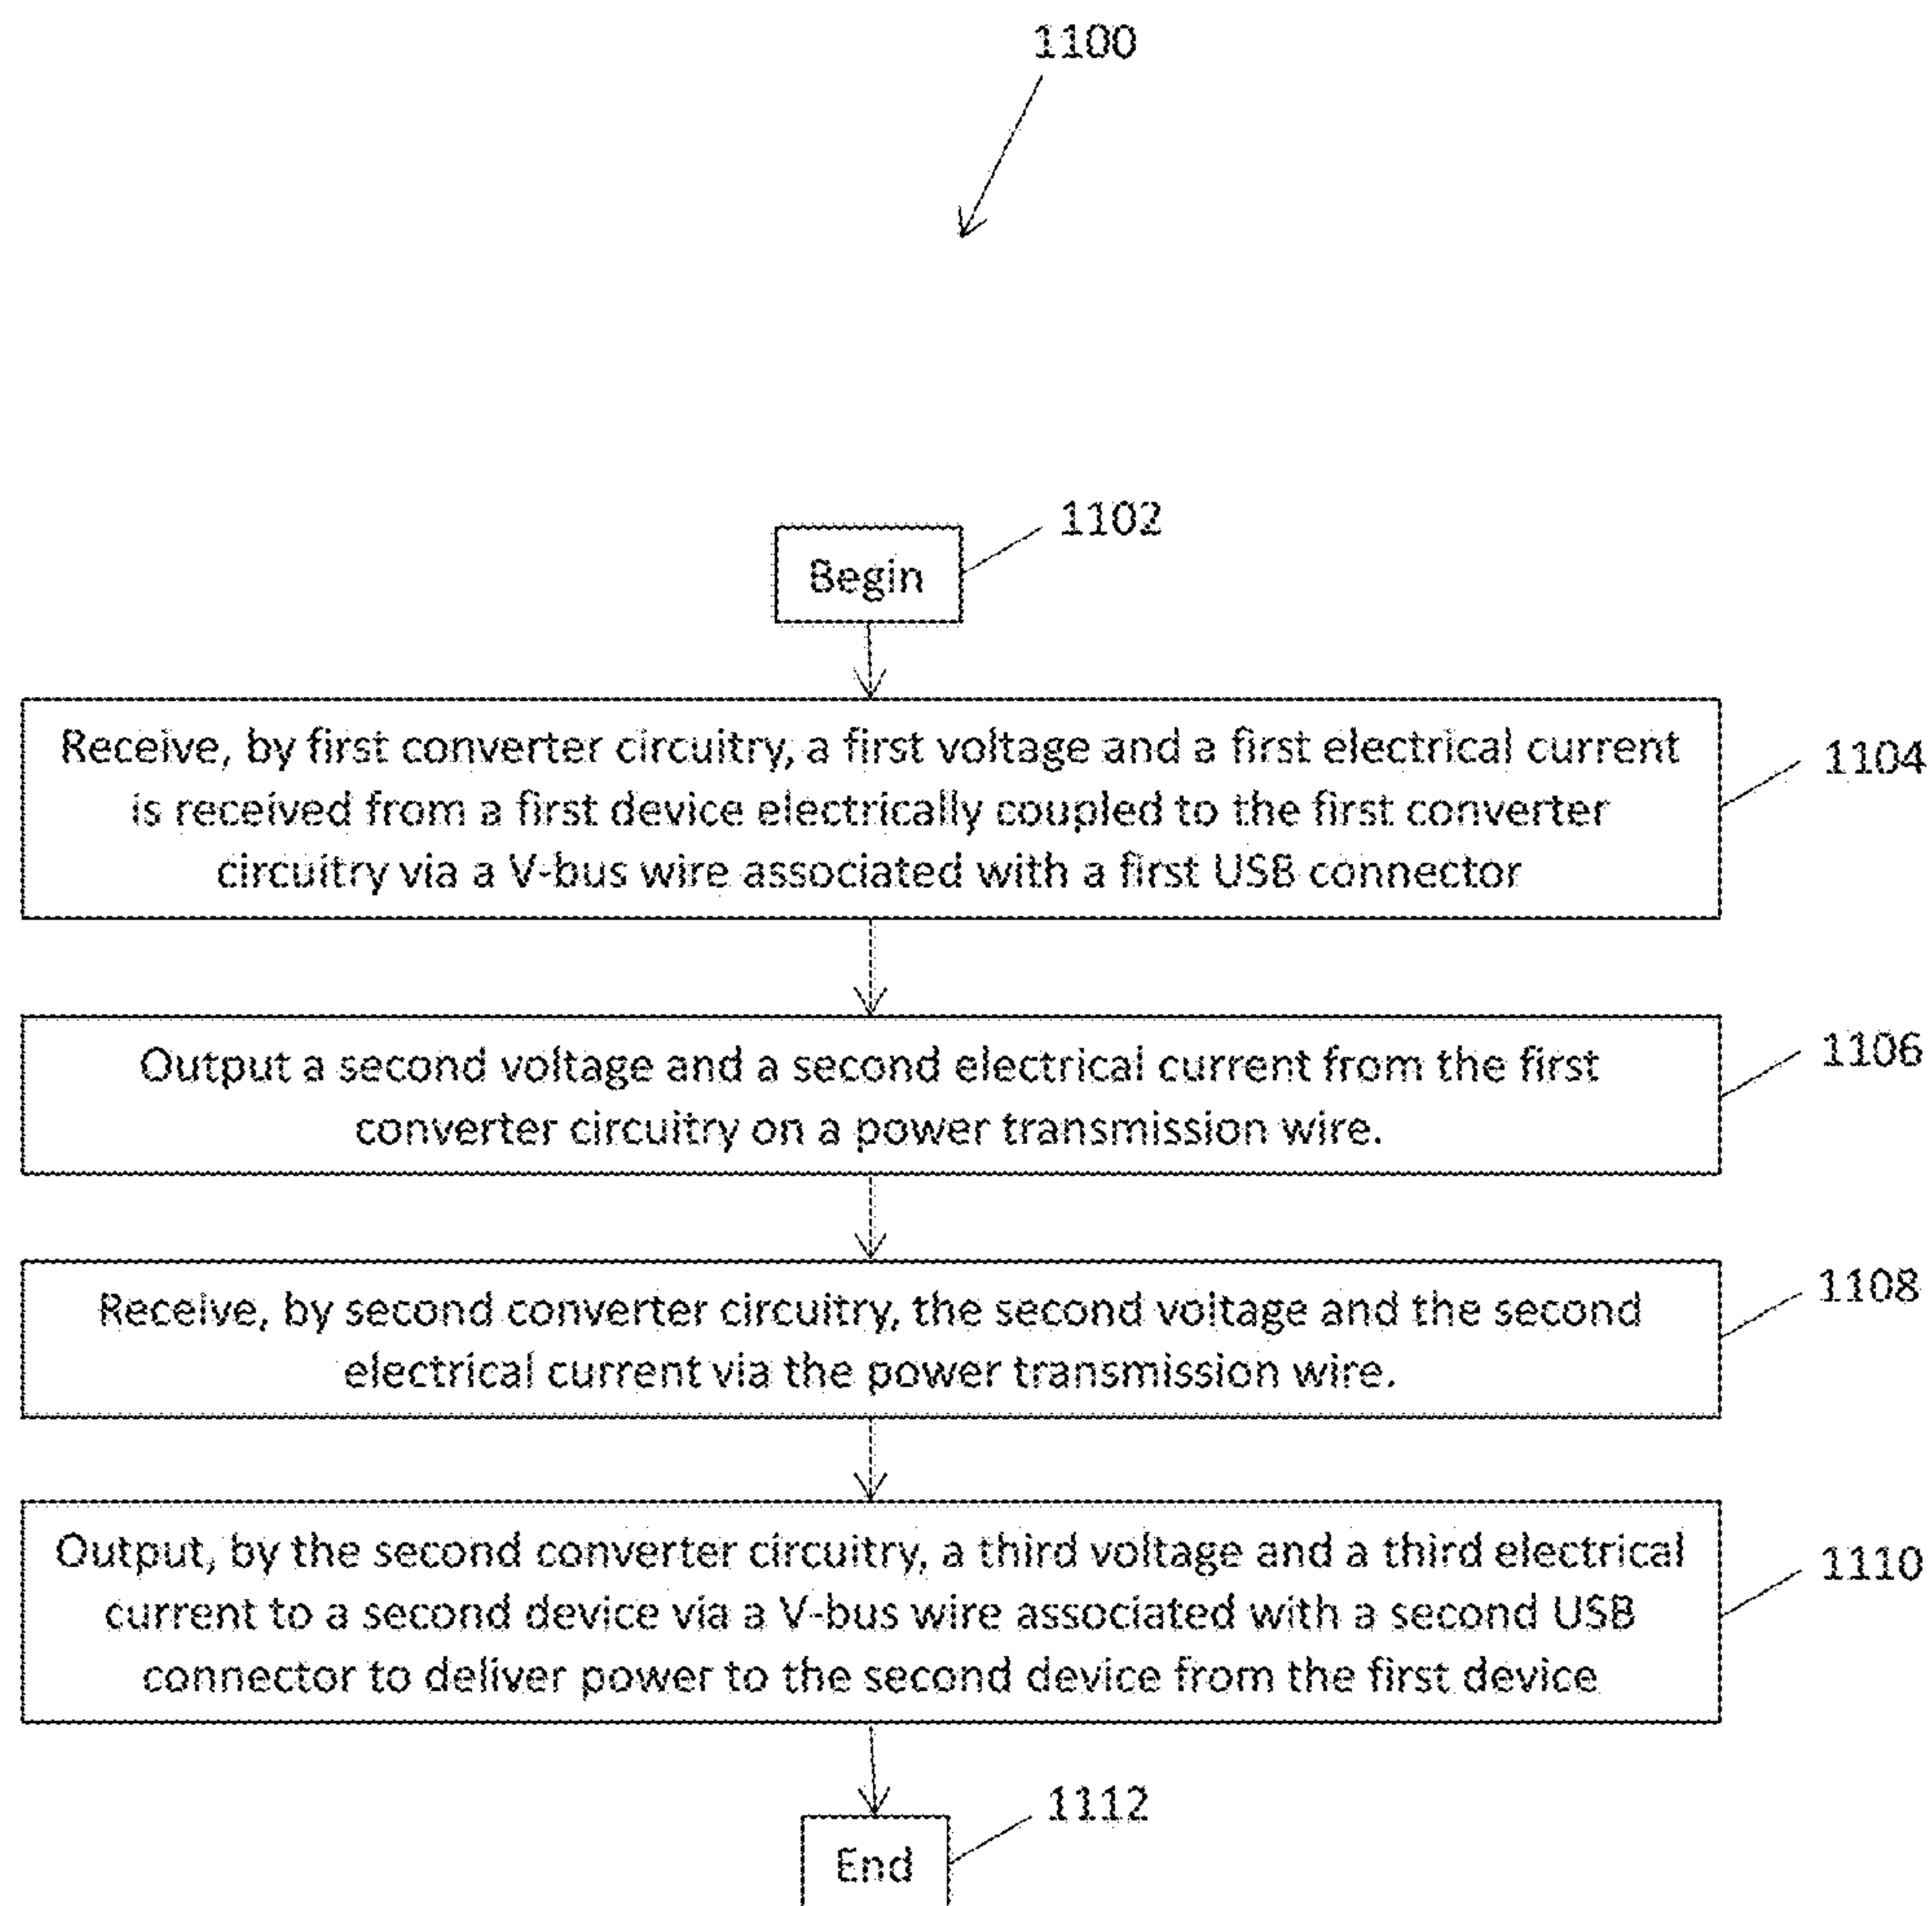 1100
1102
Begin
Receive, by first converter circuitry, a first voltage and a first electrical current
is received from a first device electrically coupled to the first converter
circuitry via a V-bus wire associated with a first USB connector
1104
Output a second voltage and a second electrical current from the first
converter circuitry on a power transmission wire.
1106
Receive, by second converter circuitry, the second voltage and the second
electrical current via the power transmission wire.
1108
Output, by the second converter circuitry, a third voltage and a third electrical
current to a second device via a V-bus wire associated with a second USB
connector to deliver power to the second device from the first device
1110
1112
End